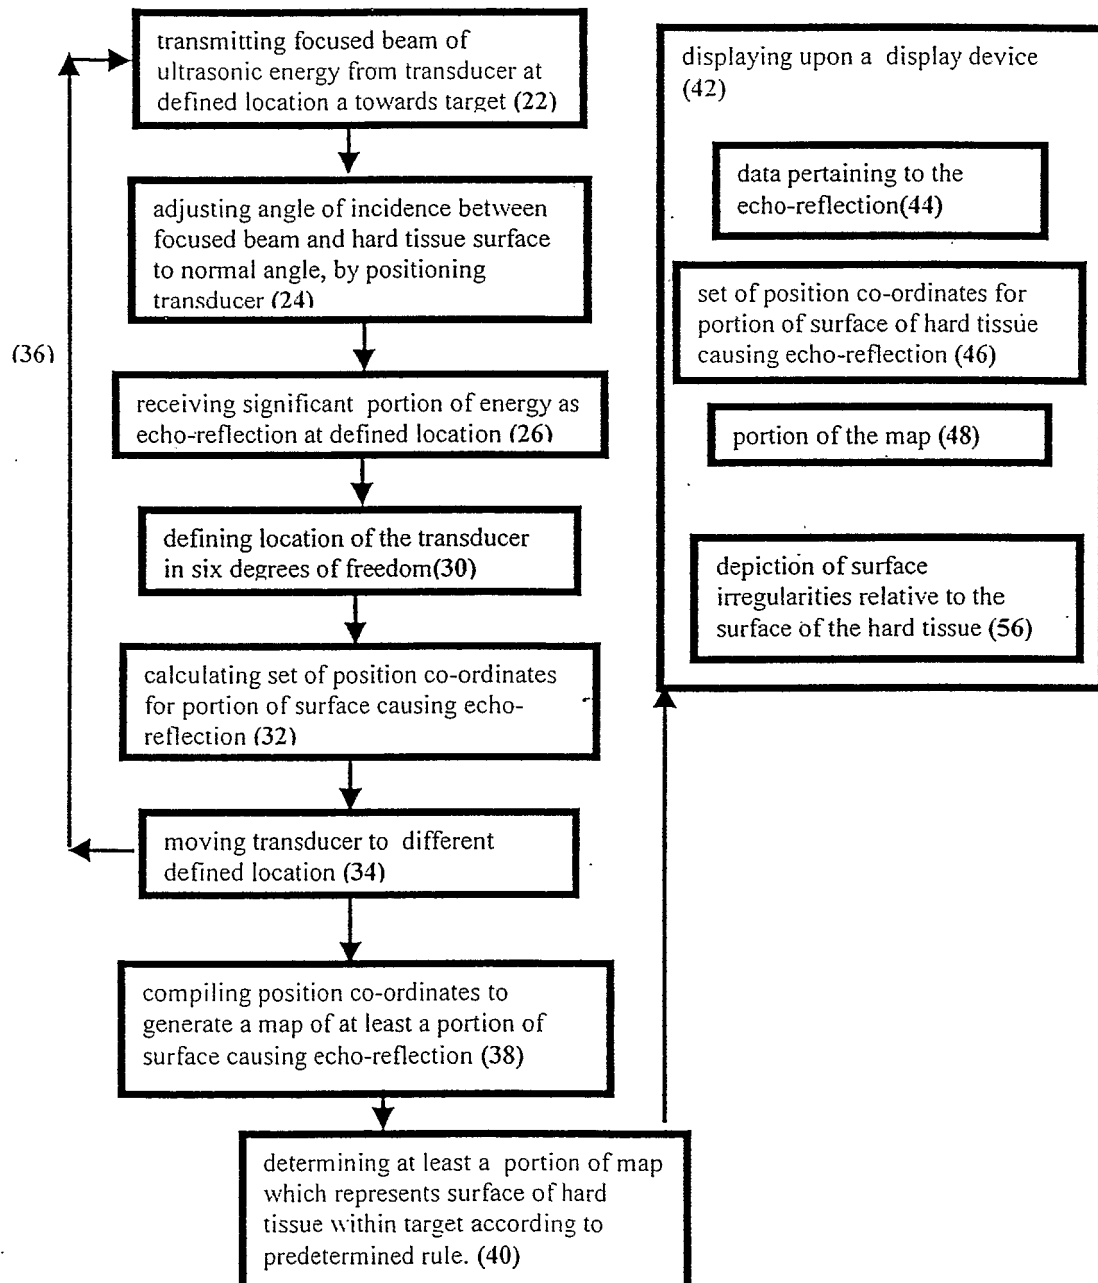 transmitting focused beam of
ultrasonic energy from transducer at
defined location a towards target (22)
adjusting angle of incidence between
focused beam and hard tissue surface
to normal angle, by positioning
transducer (24)
(36)
receiving significant portion of energy as
echo-reflection at defined location (26)
defining location of the transducer
in six degrees of freedom(30)
calculating set of position co-ordinates
for portion of surface causing echo-
reflection (32)
moving transducer to different
defined location (34)
compiling position co-ordinates to
generate a map of at least a portion of
surface causing echo-reflection (38)
determining at least a portion of map
which represents surface of hard
tissue within target according to
predetermined rule. (40)
displaying upon a display device
(42)
data pertaining to the
echo-reflection(44)
set of position co-ordinates for
portion of surface of hard tissue
causing echo-reflection (46)
portion of the map (48)
depiction of surface
irregularities relative to the
surface of the hard tissue (56)